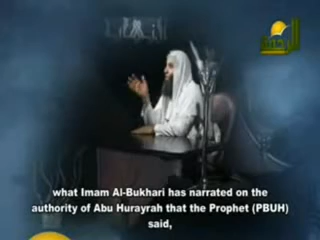 what Imam Al-Bukhari has narrated on the
authority of Abu Hurayrah that the Prophet (PBUH)
said,